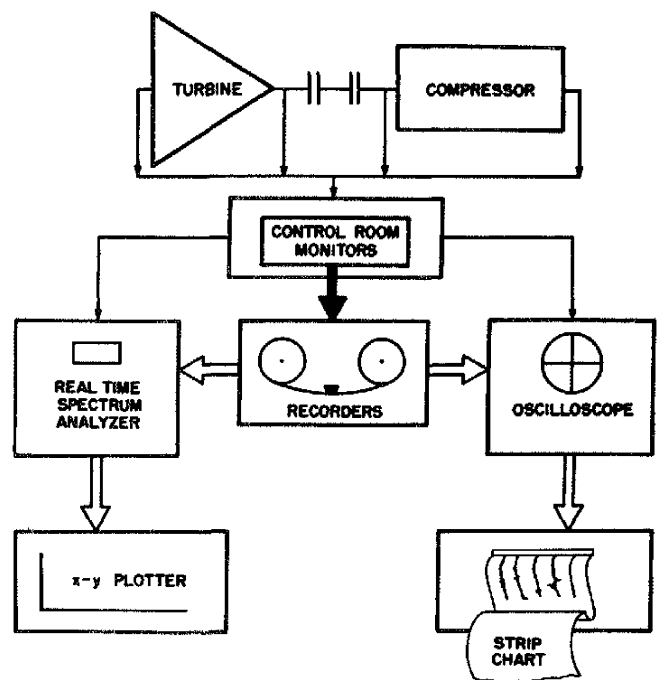 TURBINE
COMPRESSOR
CONTROL ROOM
MONITORS
REAL TIME
SPECTRUM
ANALYZER
RECORDERS
OSCILLOSCOPE
x-y PLOTTER
STRIP
CHART